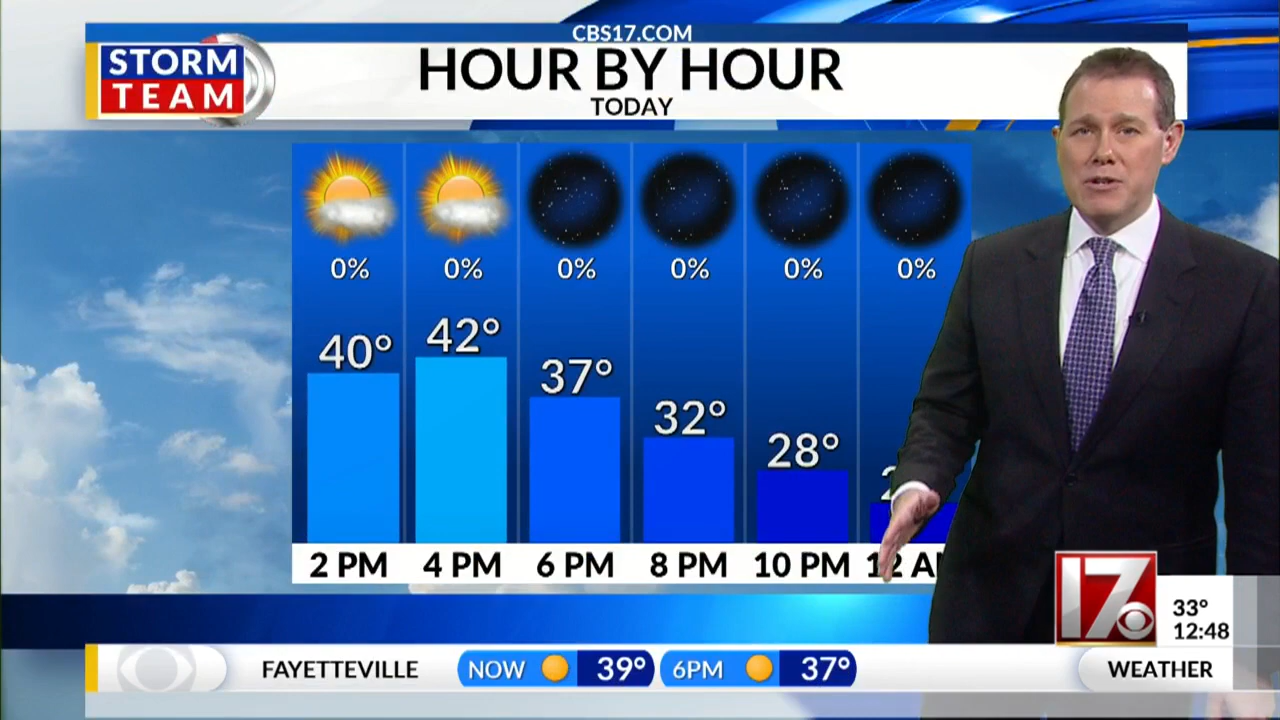 CBS17.COM
STORM
TEAM
HOUR BY HOUR
TODAY
0% 0% 0% 0% 0% 0%
40° 42° 37° 32° 28°
2 PM 4 PM 6 PM 8 PM 10 PM
17
33°
12:48
FAYETTEVILLE NOW 39° 6PM 37° WEATHER